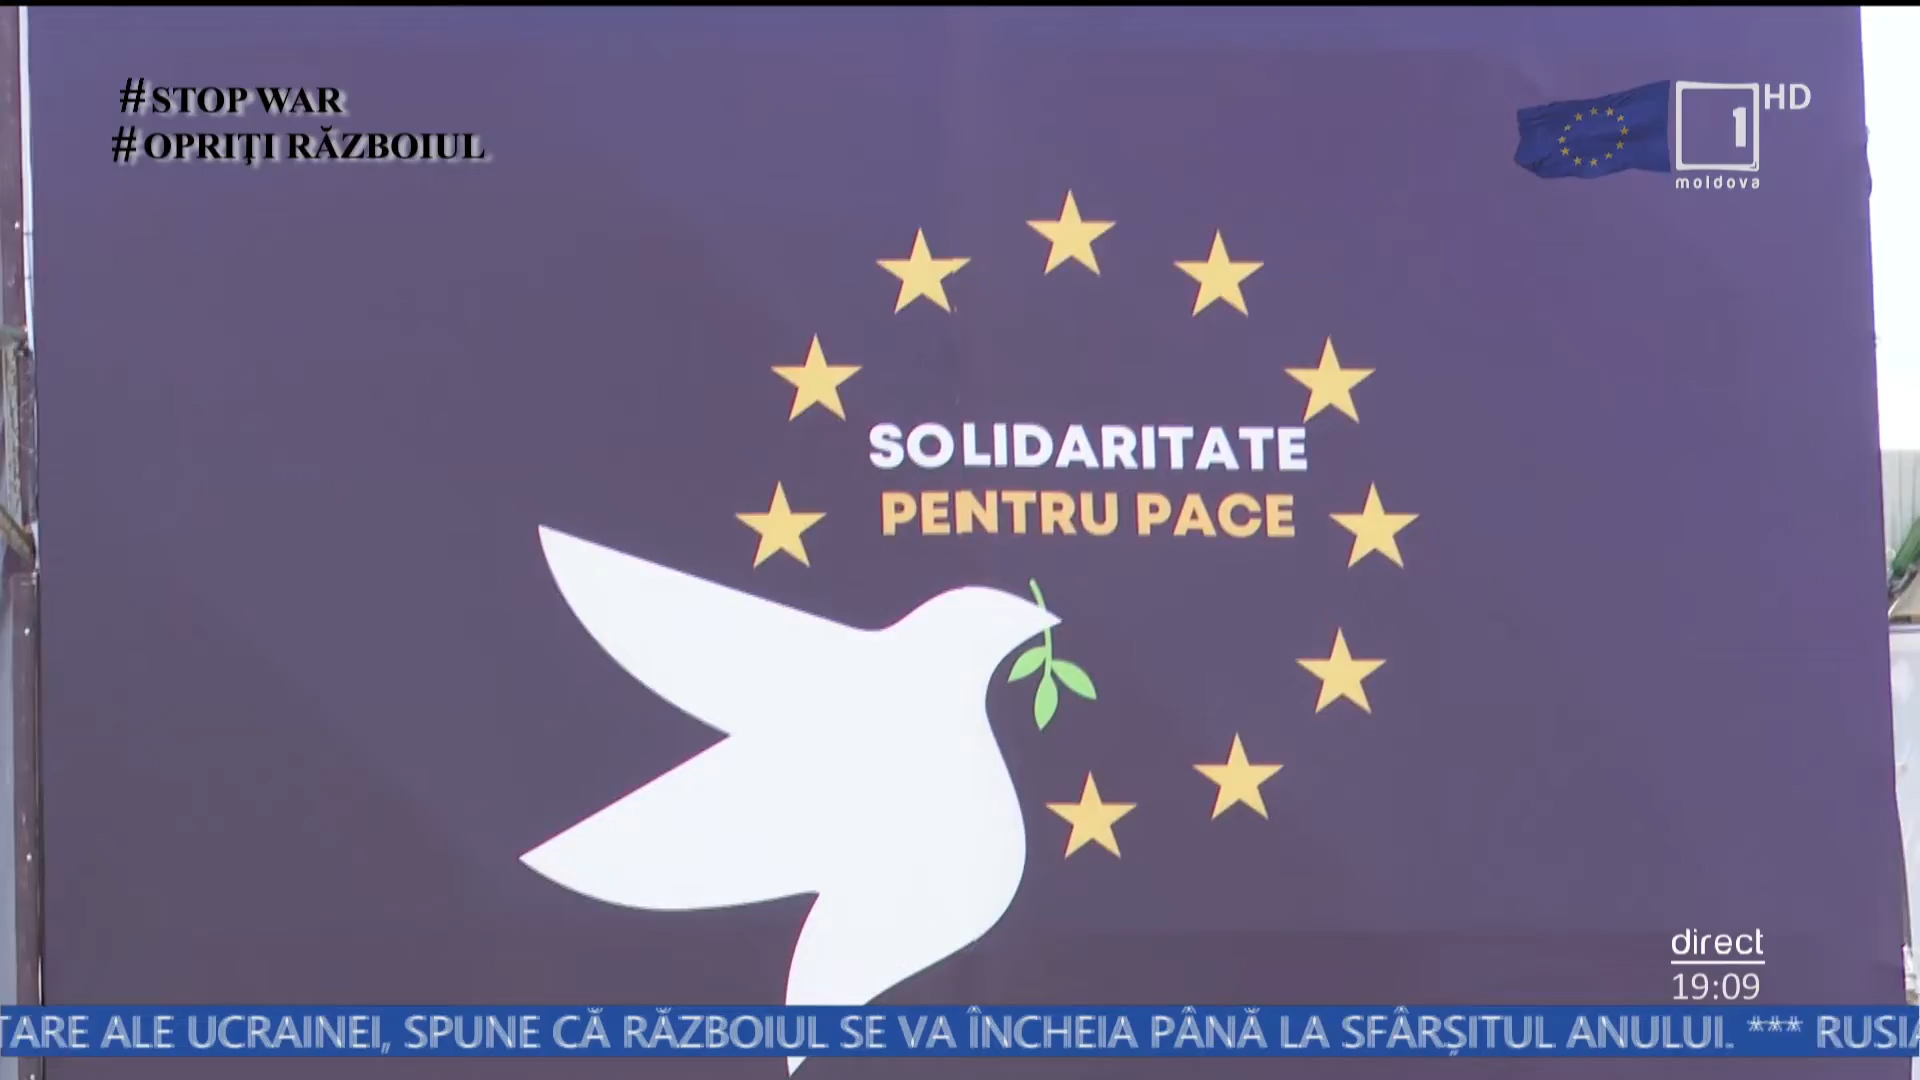 #STOP WAR
#OPRIŢI RĂZBOIUL
1 HD
moldova
SOLIDARITATE
PENTRU PACE
direct
19:09
TARE ALE UCRAINEI, SPUNE CĂ RĂZBOIUL SE VA ÎNCHEIA PÂNĂ LA SFÂRȘITUL ANULUI. *** RUSIA